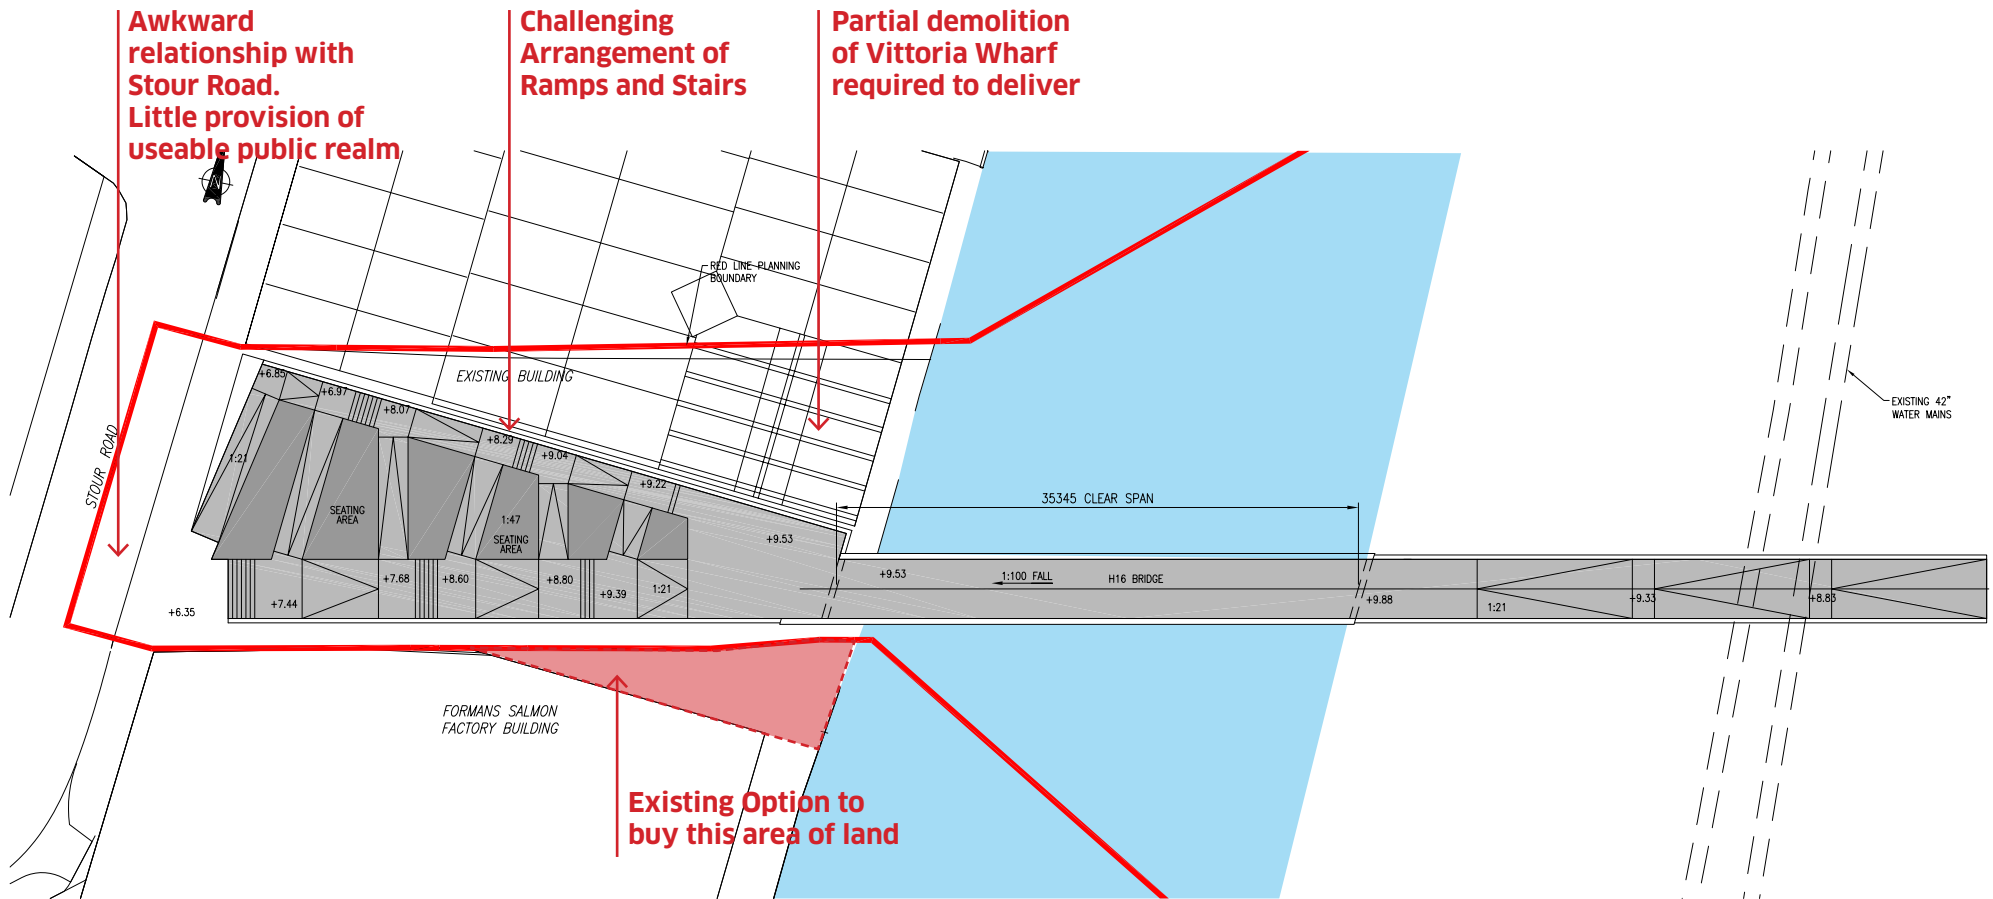 Awkward
relationship with
Stour Road.
Little provision of
useable public realm
Challenging
Arrangement of
Ramps and Stairs
Partial demolition
of Vittoria Wharf
required to deliver
RED LINE PLANNING
BOUNDARY
EXISTING BUILDING
EXISTING 42"
WATER MAINS
STOUR ROAD
+6.85
+6.97
+8.07
+8.29
+9.04
+9.22
1:21
SEATING
AREA
1:47
SEATING
AREA
+9.53
35345 CLEAR SPAN
+9.53
1:100 FALL
H16 BRIDGE
+9.88
1:21
+9.33
+8.83
+6.35
+7.44
+7.68
+8.60
+8.80
+9.39
1:21
FORMANS SALMON
FACTORY BUILDING
Existing Option to
buy this area of land